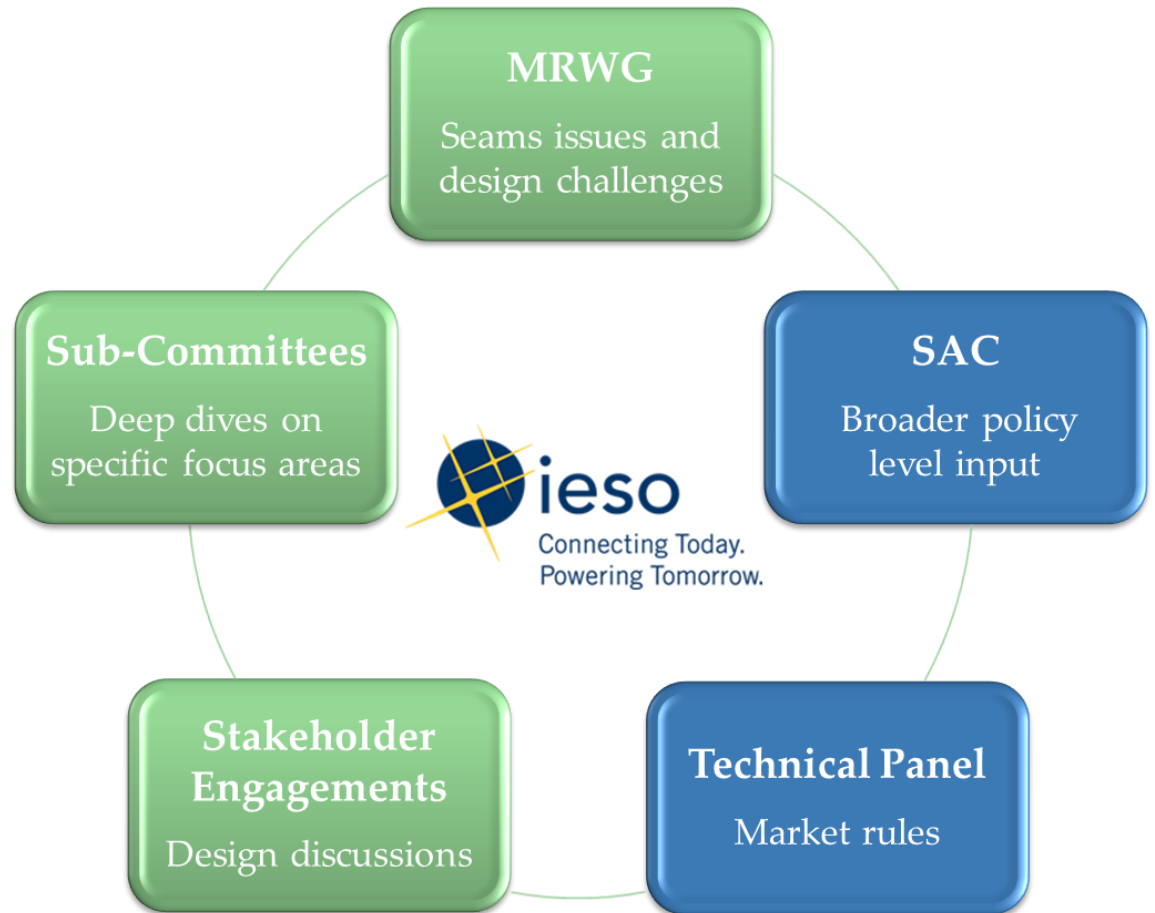 MRWG
Seams issues and
design challenges
Sub-Committees
Deep dives on
specific focus areas
SAC
Broader policy
level input
ieso
Connecting Today.
Powering Tomorrow.
Stakeholder
Engagements
Design discussions
Technical Panel
Market rules